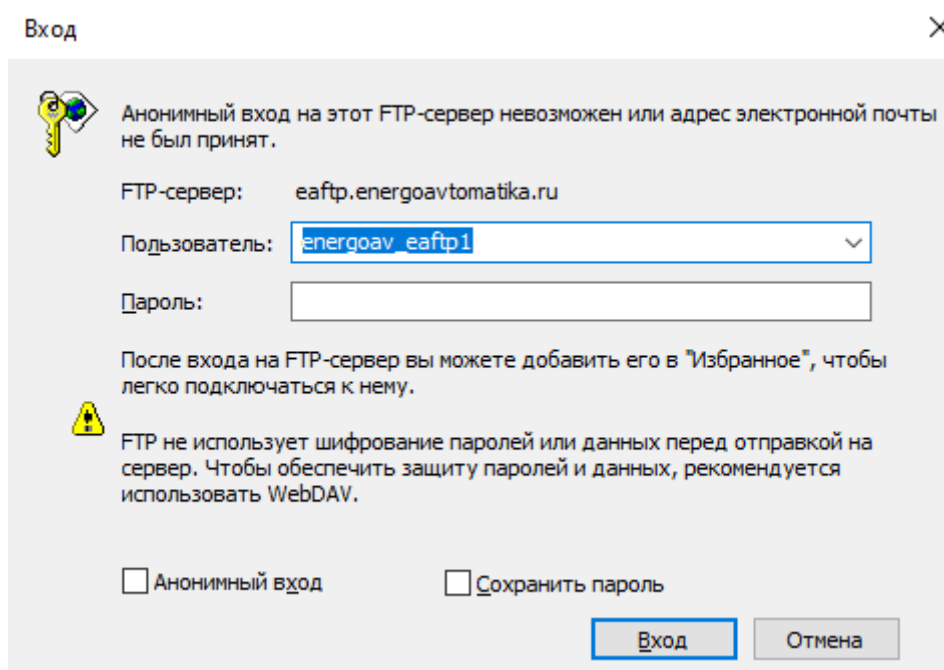 Вход
Анонимный вход на этот FTP-сервер невозможен или адрес электронной почты
не был принят.
FTP-сервер: eaftp.energoavtomatika.ru
Пользователь: energoav_eaftp1
Пароль:
После входа на FTP-сервер вы можете добавить его в "Избранное", чтобы
легко подключаться к нему.
FTP не использует шифрование паролей или данных перед отправкой на
сервер. Чтобы обеспечить защиту паролей и данных, рекомендуется
использовать WebDAV.
Анонимный вход Сохранить пароль
Вход Отмена